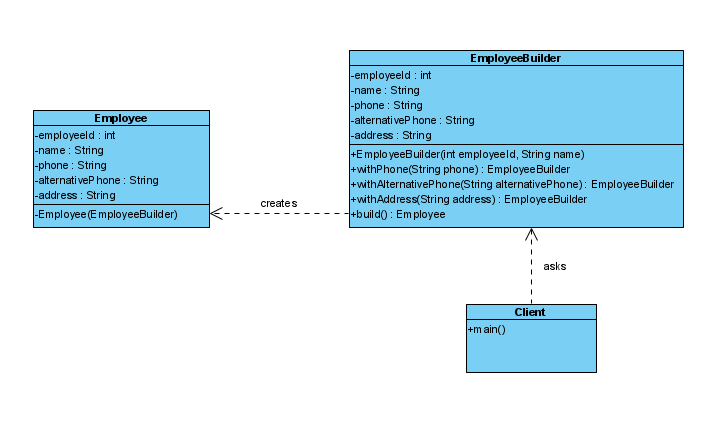 EmployeeBuilder
-employeeId : int
-name : String
-phone : String
-alternativePhone : String
-address : String
+EmployeeBuilder(int employeeId, String name)
+withPhone(String phone) : EmployeeBuilder
+withAlternativePhone(String alternativePhone) : EmployeeBuilder
+withAddress(String address) : EmployeeBuilder
+build() : Employee
Employee
-employeeId : int
-name : String
-phone : String
-alternativePhone : String
-address : String
-Employee(EmployeeBuilder)
creates
asks
Client
+main()